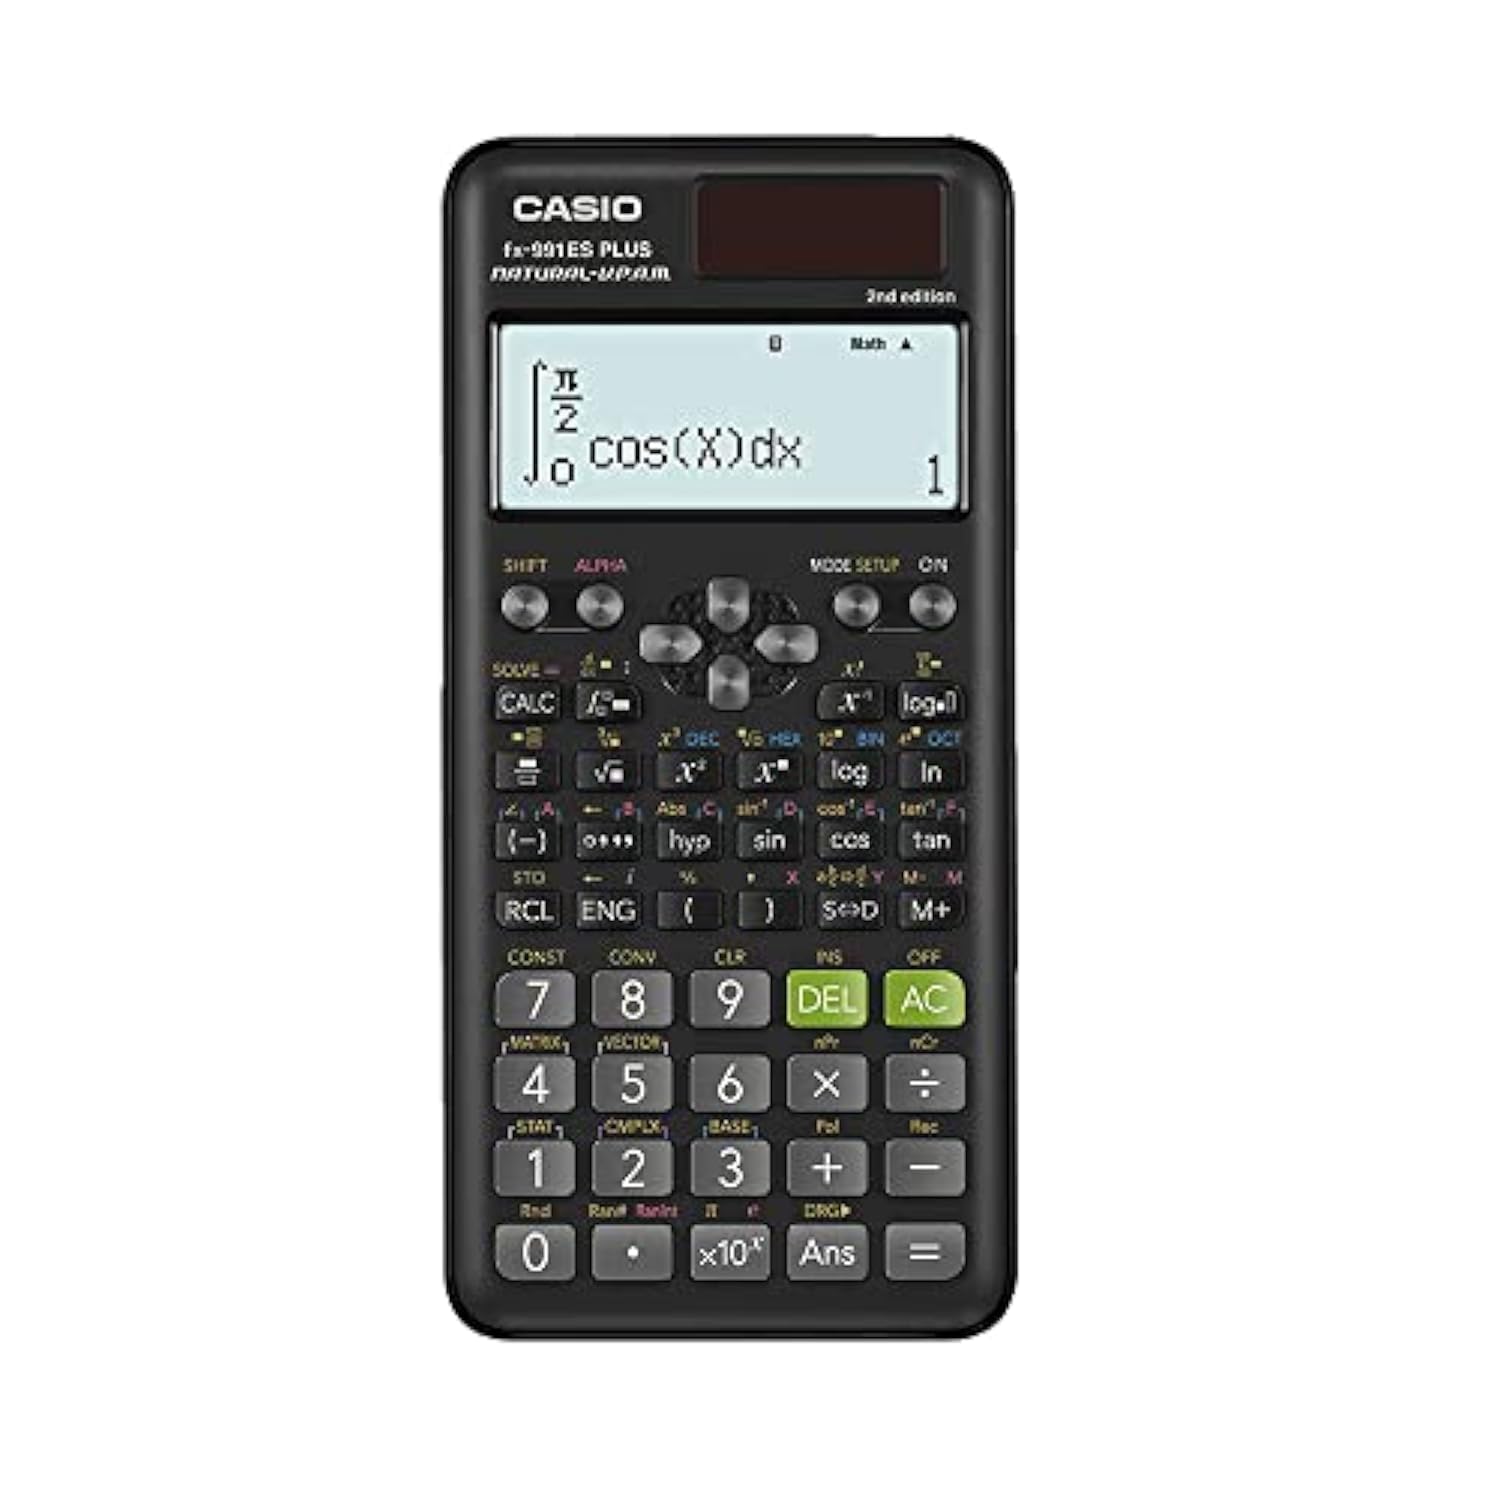 CASIO
fx-991ES PLUS
NATURAL-V.P.A.M.
2nd edition
D Math ▲
∫ π/2 0 cos(X)dx
1
SHIFT ALPHA MODE SETUP ON
SOLVE = : x! Σ
CALC ∫ x⁻¹ log
x³ DEC HEX 10 BIN e OCT
√ x² x log ln
∠ A ← B Abs C sin⁻¹ D cos⁻¹ E tan⁻¹ F
(−) hyp sin cos tan
STO ← i % , X Y M− M
RCL ENG ( ) S⇔D M+
CONST CONV CLR INS OFF
7 8 9 DEL AC
MATRIX VECTOR nPr nCr
4 5 6 × ÷
STAT CMPLX BASE Pol Rec
1 2 3 + −
Rnd Ran# RanInt π e DRG▶
0 • ×10ˣ Ans =